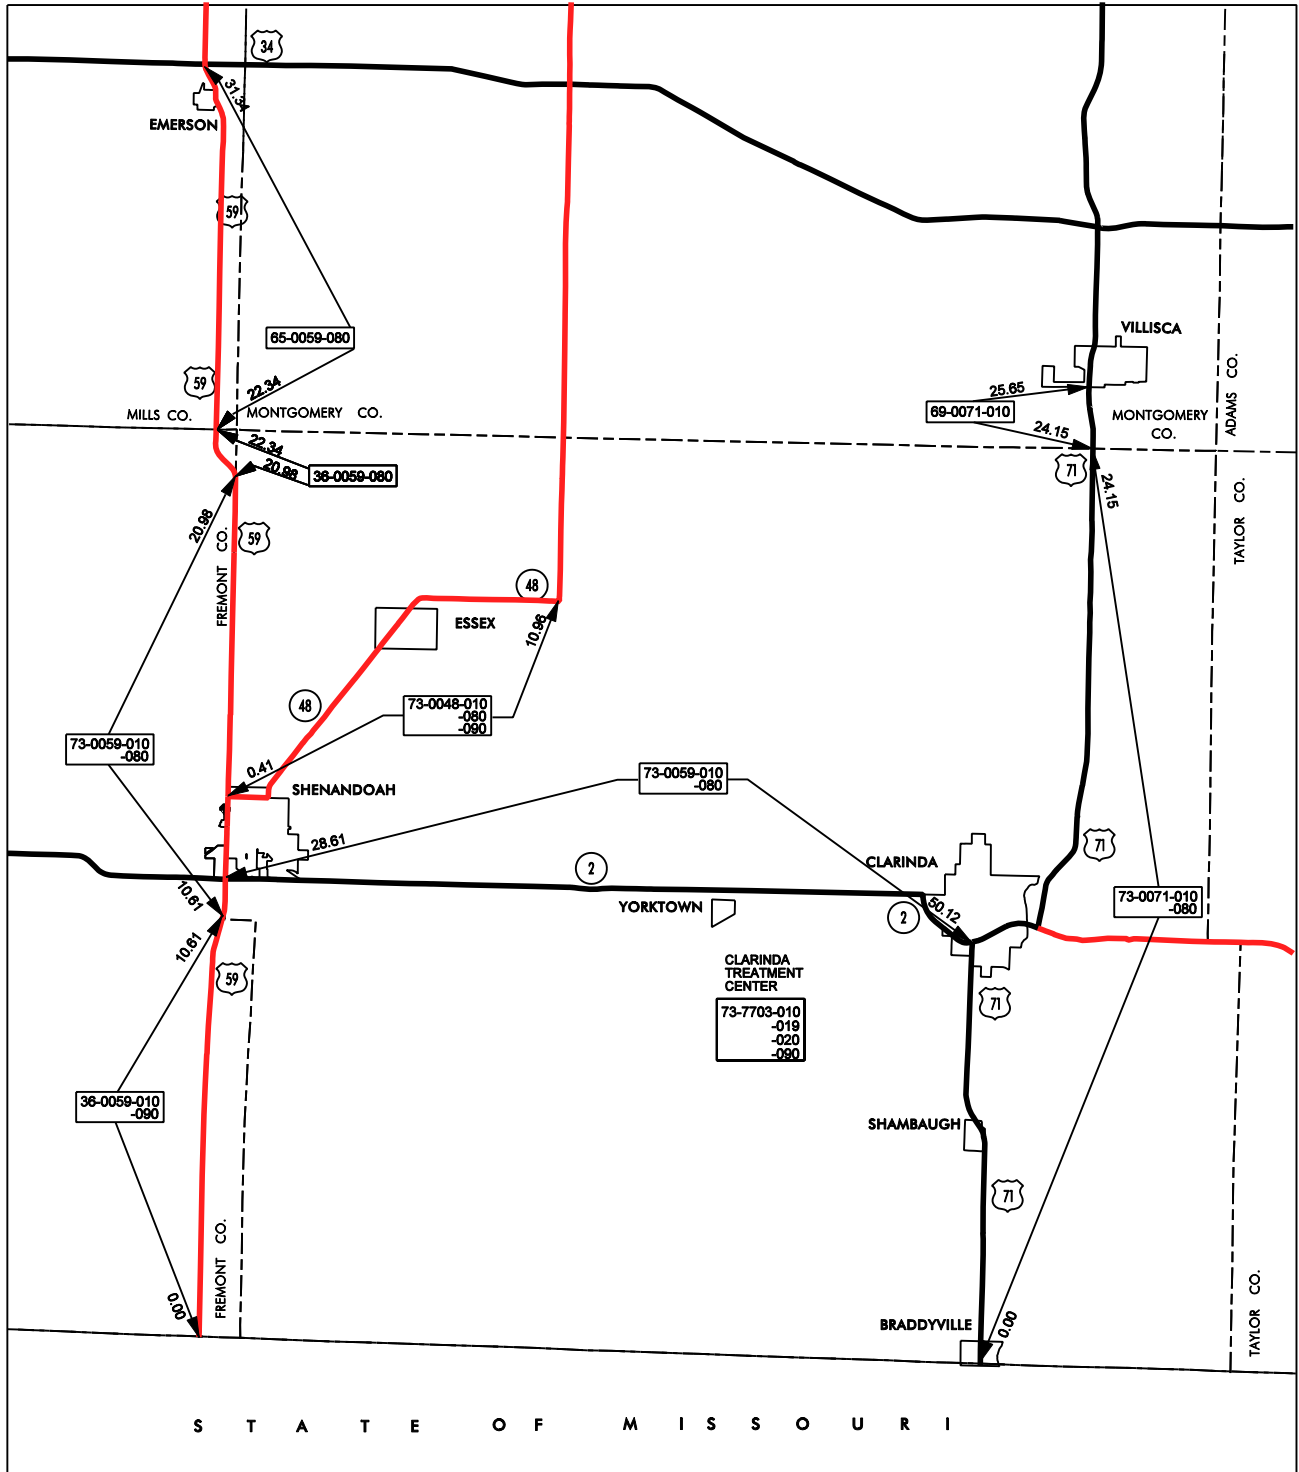 34
31.34
EMERSON
59
65-0059-080
VILLISCA
59
22.34
25.65
ADAMS CO.
MILLS CO.
MONTGOMERY CO.
69-0071-010
MONTGOMERY
CO.
24.15
22.34
20.98
36-0059-080
71
24.15
20.98
59
FREMONT CO.
TAYLOR CO.
48
ESSEX
10.96
48
73-0048-010
-080
-090
73-0059-010
-080
0.41
73-0059-010
-080
SHENANDOAH
28.61
71
2
CLARINDA
10.61
YORKTOWN
50.12
2
73-0071-010
-080
10.61
59
CLARINDA
TREATMENT
CENTER
71
73-7703-010
-019
-020
-090
36-0059-010
-090
SHAMBAUGH
71
FREMONT CO.
0.00
BRADDYVILLE
0.00
TAYLOR CO.
STATE OF MISSOURI